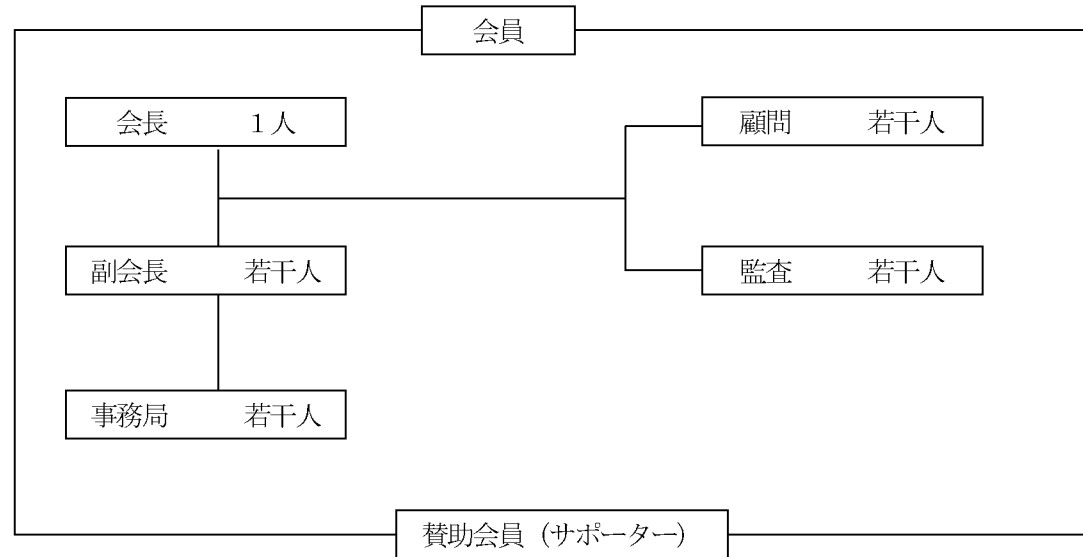 会員
会長　　　１人
顧問　　　若干人
副会長　　　若干人
監査　　　若干人
事務局　　　若干人
賛助会員（サポーター）